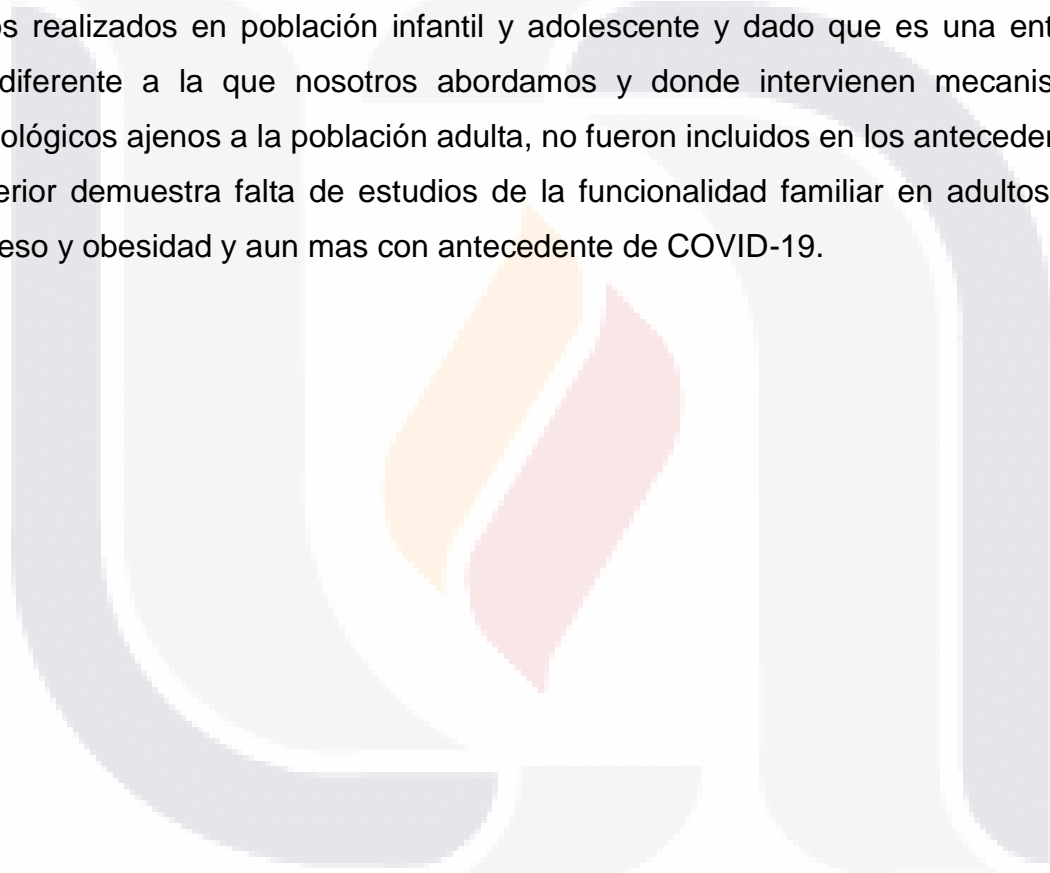 os realizados en población infantil y adolescente y dado que es una ent
diferente a la que nosotros abordamos y donde intervienen mecanis
ológicos ajenos a la población adulta, no fueron incluidos en los anteceder
erior demuestra falta de estudios de la funcionalidad familiar en adultos
eso y obesidad y aun mas con antecedente de COVID-19.